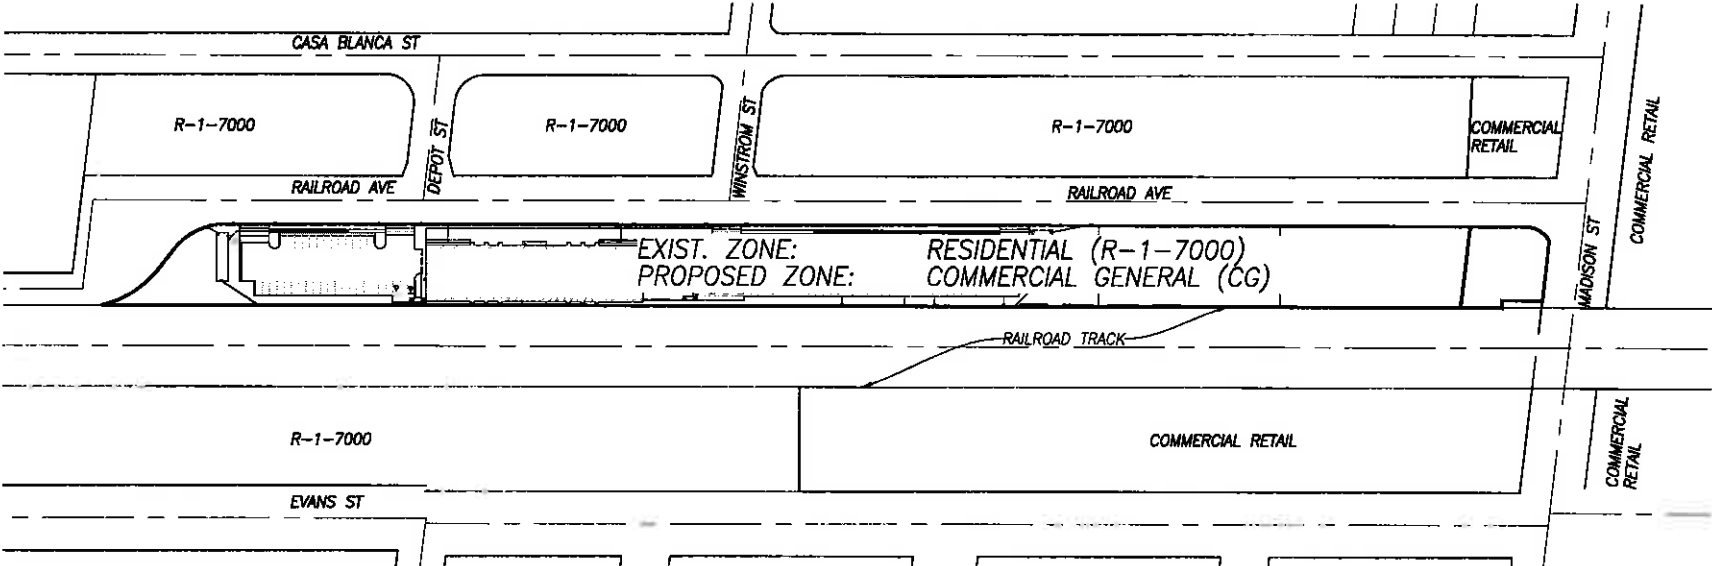 CASA BLANCA ST
R-1-7000
DEPOT ST
R-1-7000
WINSTROM ST
R-1-7000
COMMERCIAL
RETAIL
COMMERCIAL RETAIL
RAILROAD AVE
RAILROAD AVE
EXIST. ZONE: RESIDENTIAL (R-1-7000)
PROPOSED ZONE: COMMERCIAL GENERAL (CG)
MADISON ST
RAILROAD TRACK
R-1-7000
COMMERCIAL RETAIL
COMMERCIAL
RETAIL
EVANS ST